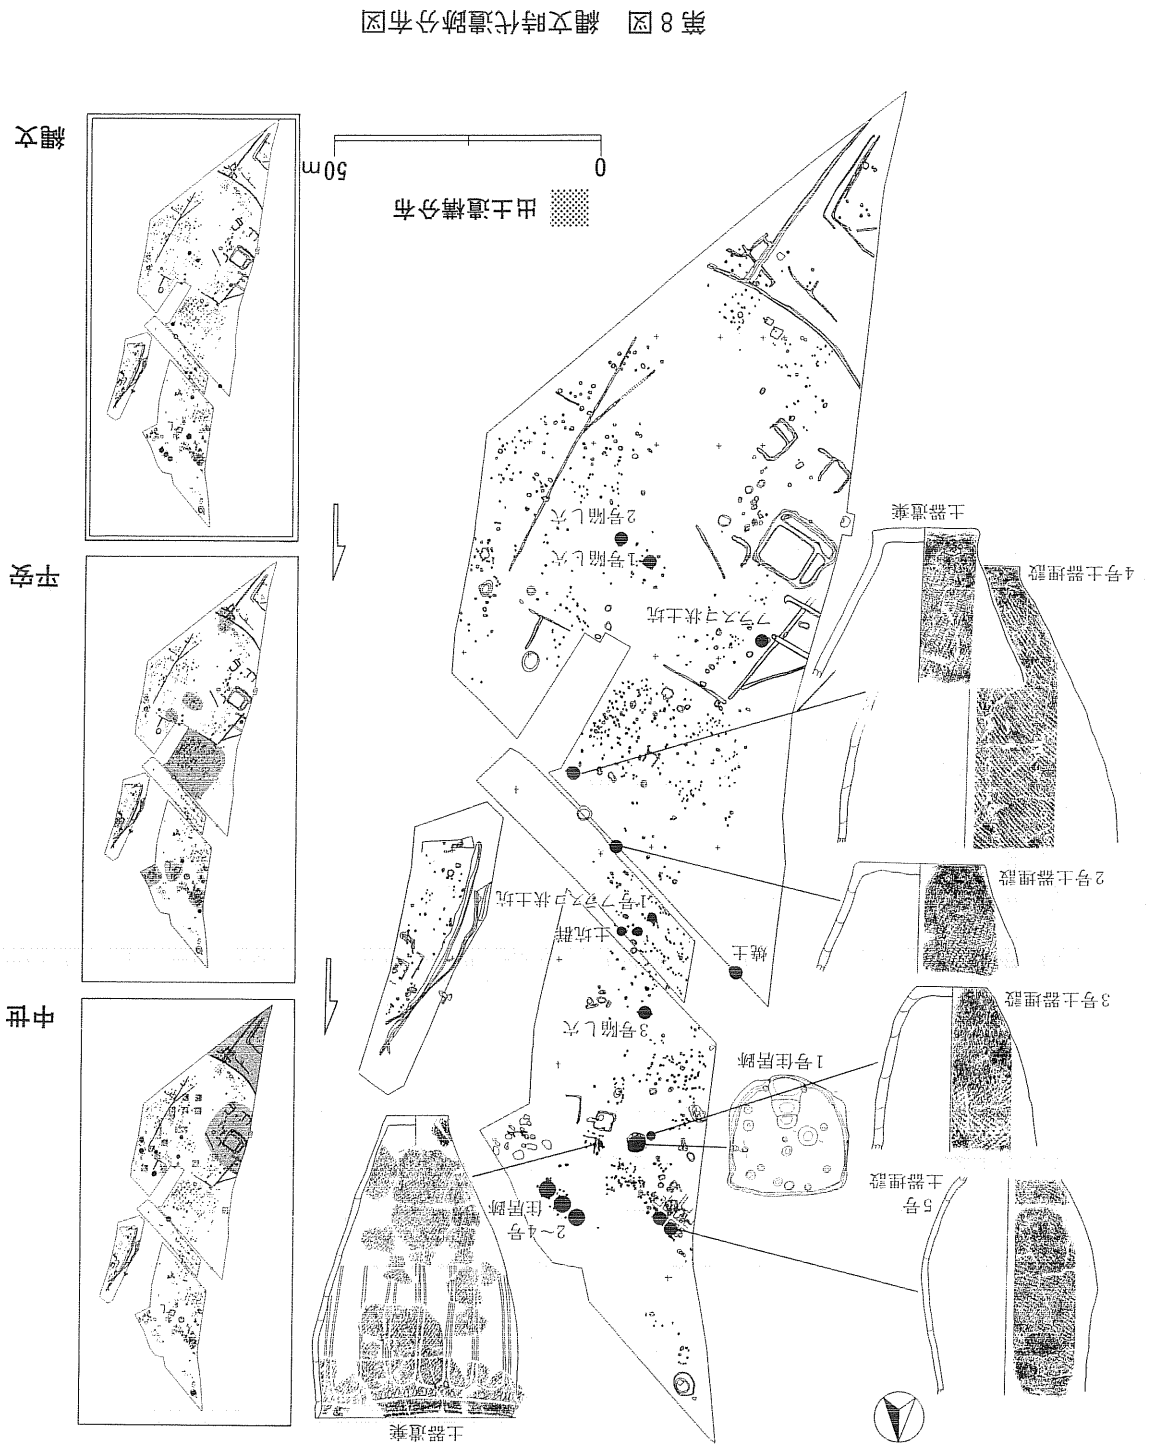 土器遺棄
5号
土器埋設
2〜4号
住居跡
1号住居跡
3号陥し穴
3号土器埋設
焼土
土坑群
1号フラスコ状土坑
2号土器埋設
フラスコ状土坑
4号土器埋設
1号陥し穴
2号陥し穴
土器遺棄
中世
平安
縄文
出土遺構分布
0 50m
第8図 縄文時代遺跡分布図